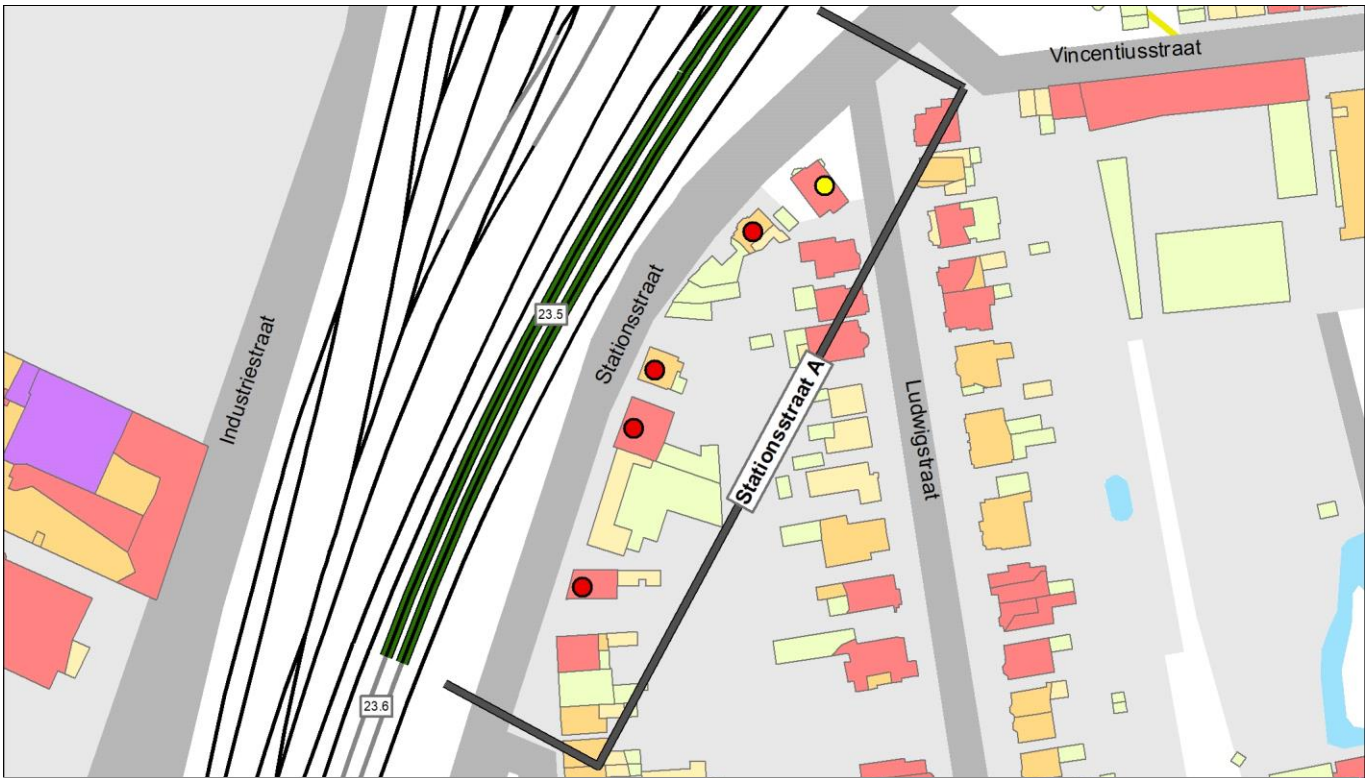 Vincentiusstraat
Stationsstraat
23.5
Industriestraat
Stationsstraat A
Ludwigstraat
23.6